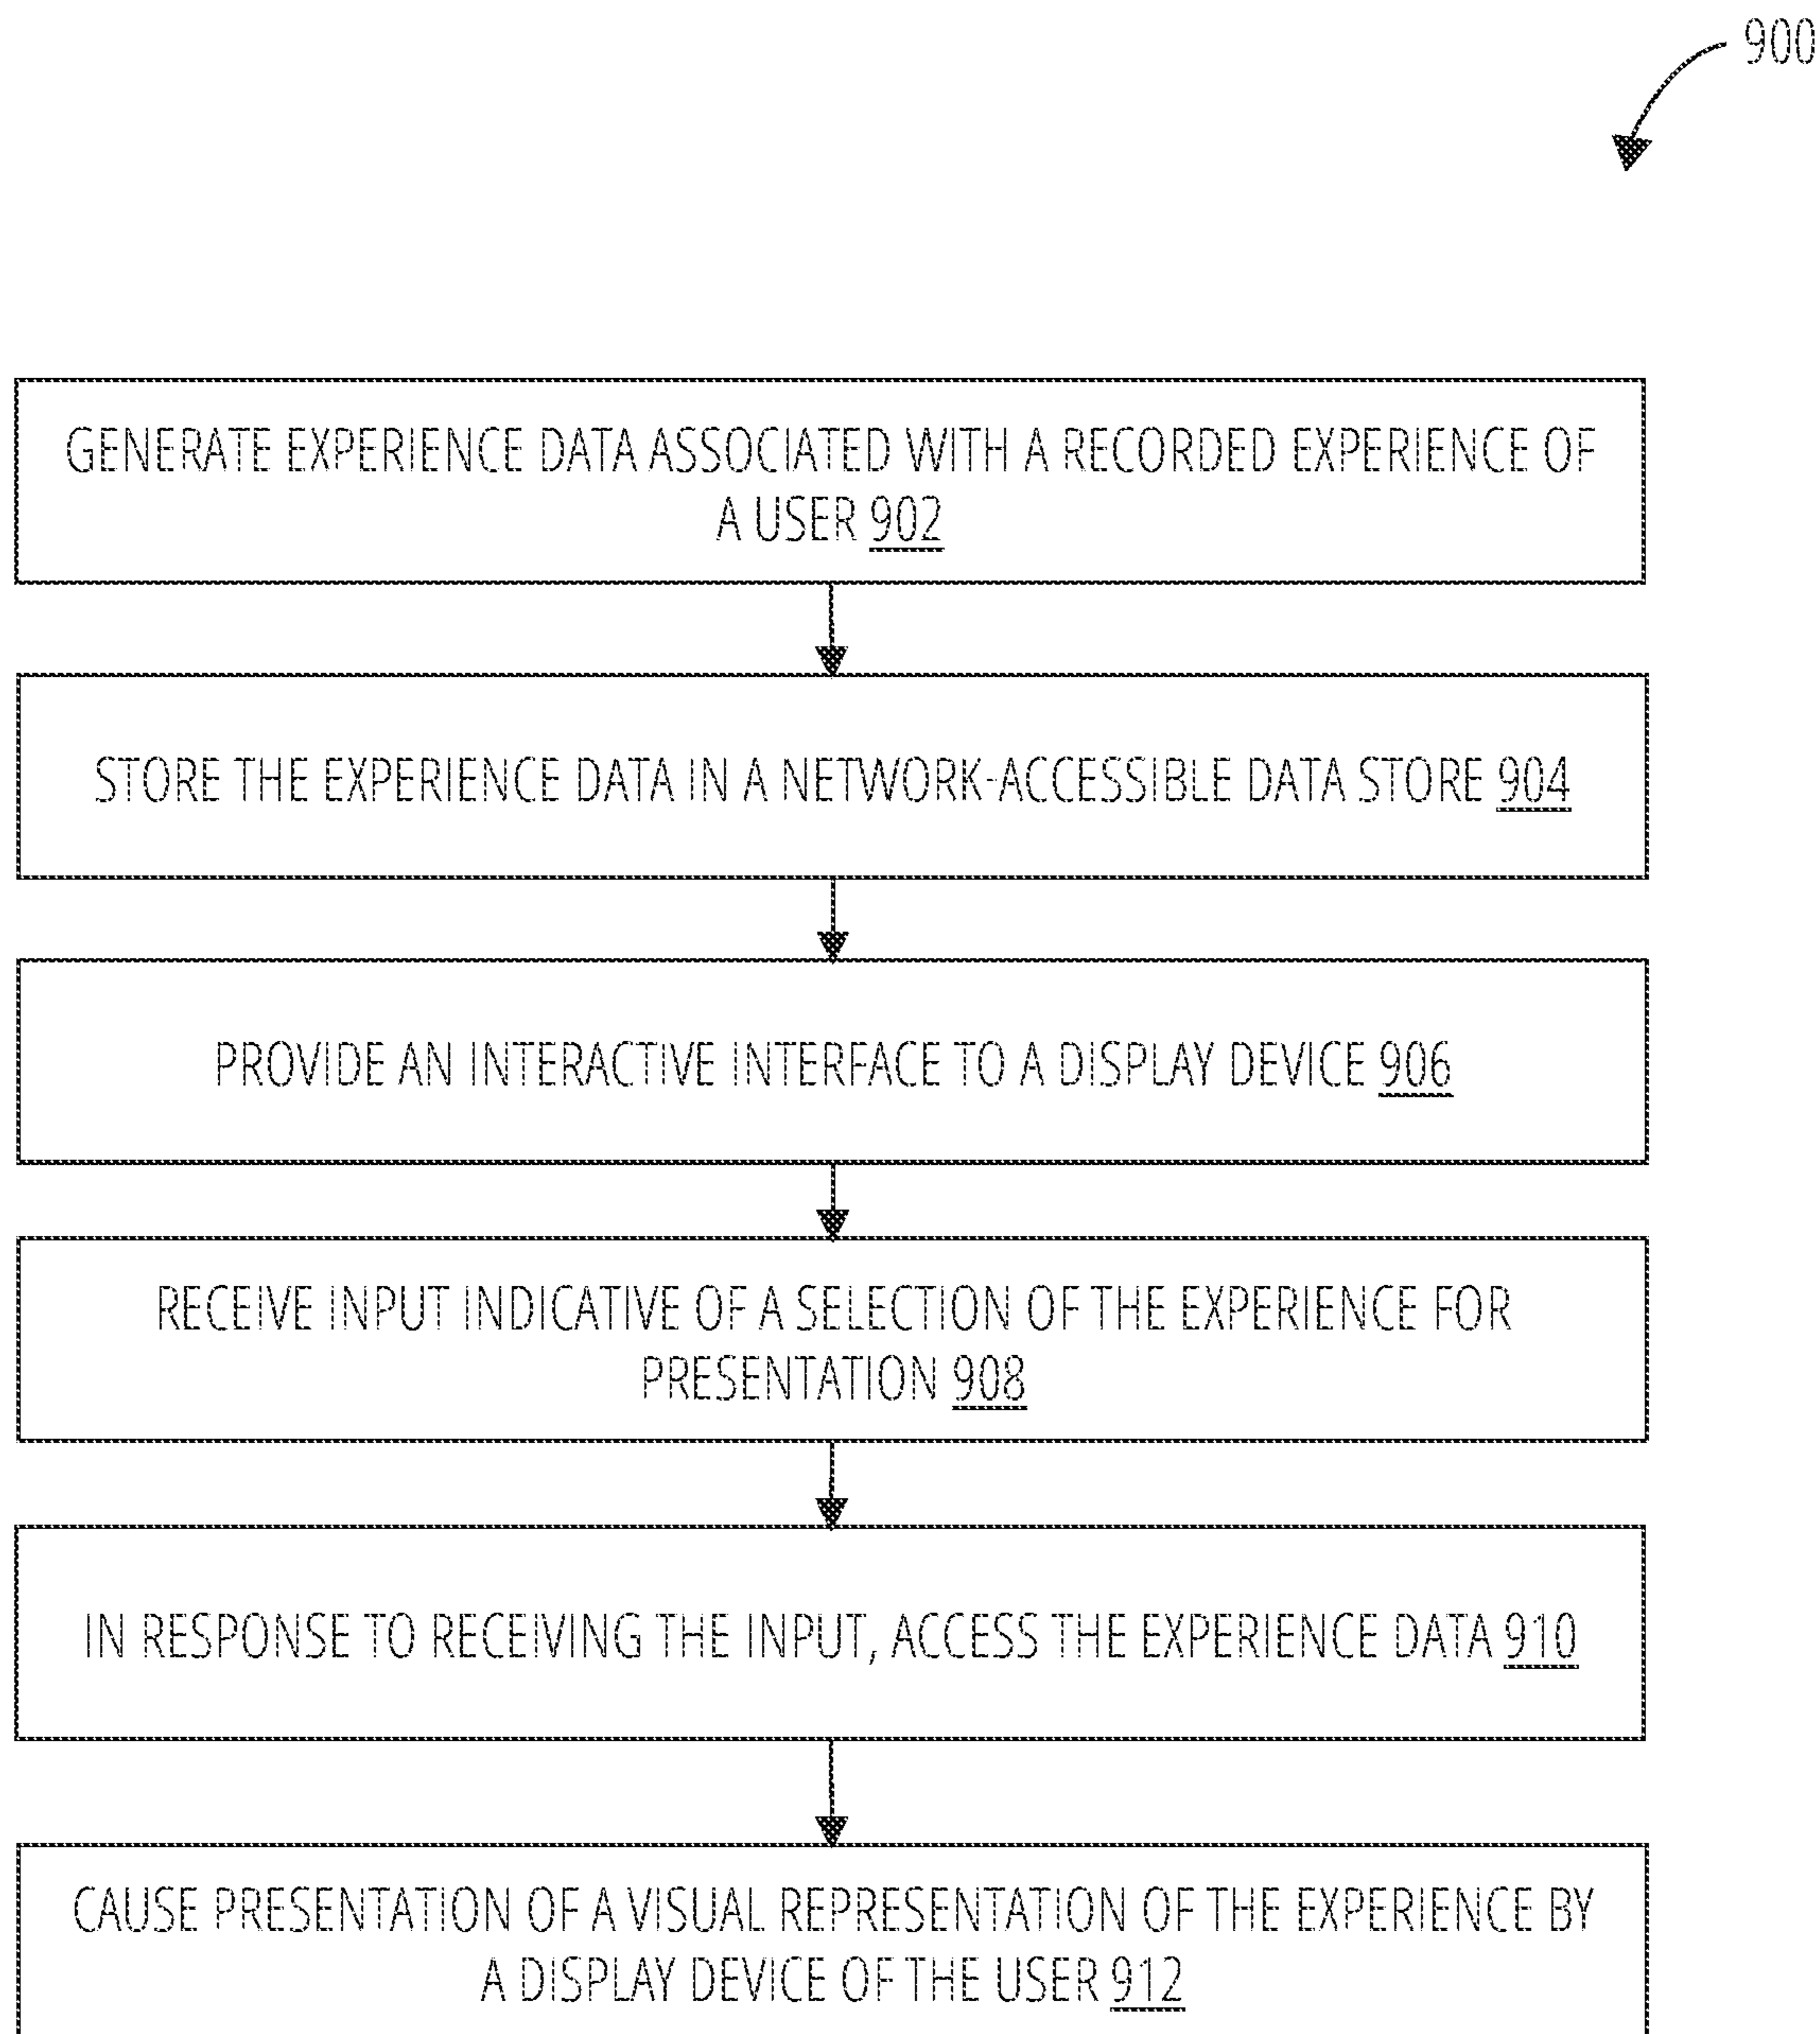 900
GENERATE EXPERIENCE DATA ASSOCIATED WITH A RECORDED EXPERIENCE OF
A USER 902
STORE THE EXPERIENCE DATA IN A NETWORK-ACCESSIBLE DATA STORE 904
PROVIDE AN INTERACTIVE INTERFACE TO A DISPLAY DEVICE 906
RECEIVE INPUT INDICATIVE OF A SELECTION OF THE EXPERIENCE FOR
PRESENTATION 908
IN RESPONSE TO RECEIVING THE INPUT, ACCESS THE EXPERIENCE DATA 910
CAUSE PRESENTATION OF A VISUAL REPRESENTATION OF THE EXPERIENCE BY
A DISPLAY DEVICE OF THE USER 912